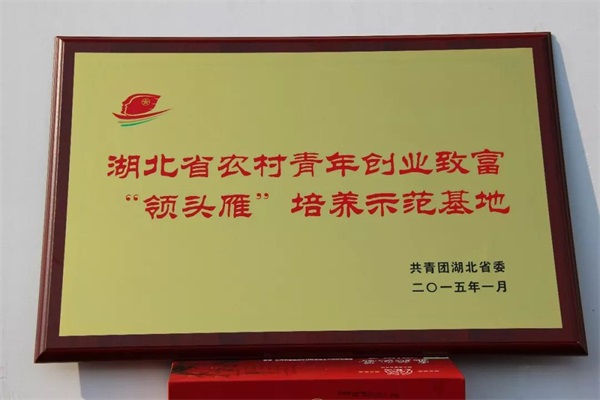 湖北省农村青年创业致富
“领头雁”培养示范基地
共青团湖北省委
二〇一五年一月